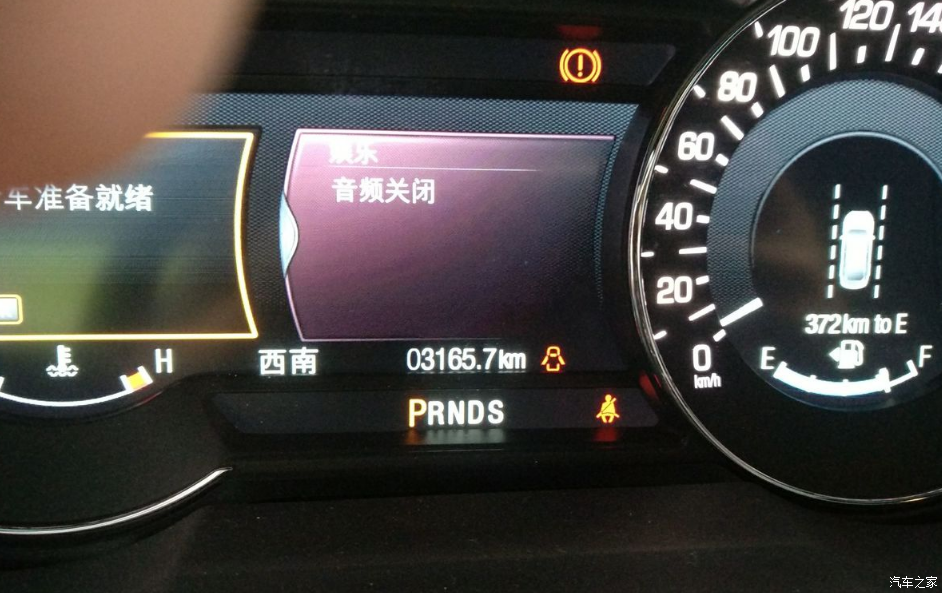 120
100
80
60
40
20
0
km/h
娱乐
音频关闭
车准备就绪
H
西南
03165.7km
PRNDS
372km to E
E
F
汽车之家